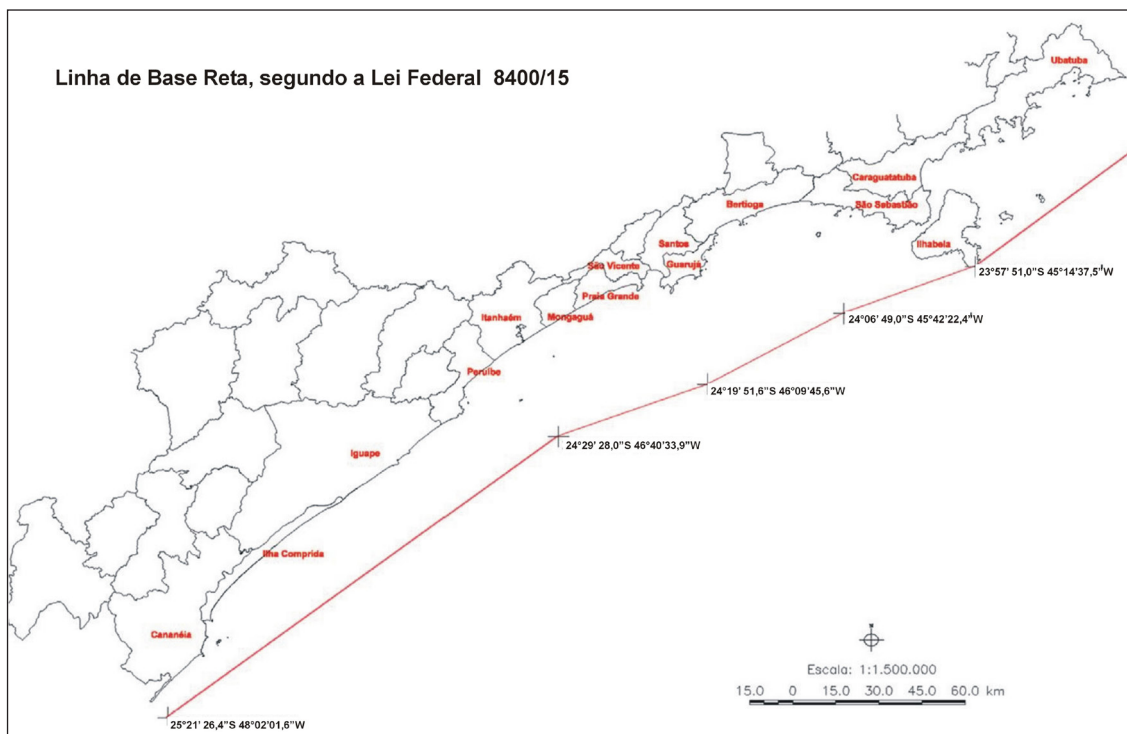 Linha de Base Reta, segundo a Lei Federal 8400/15
Ubatuba
Caraguatatuba
São Sebastião
Bertioga
Ilhabela
Santos
Guarujá
São Vicente
Praia Grande
Mongaguá
Itanhaém
Peruíbe
23°57' 51,0"S 45°14'37,5"W
24°06' 49,0"S 45°42'22,4"W
24°19' 51,6"S 46°09'45,6"W
24°29' 28,0"S 46°40'33,9"W
Iguape
Ilha Comprida
Cananéia
25°21' 26,4"S 48°02'01,6"W
N
Escala: 1:1.500.000
15.0 0 15.0 30.0 45.0 60.0 km